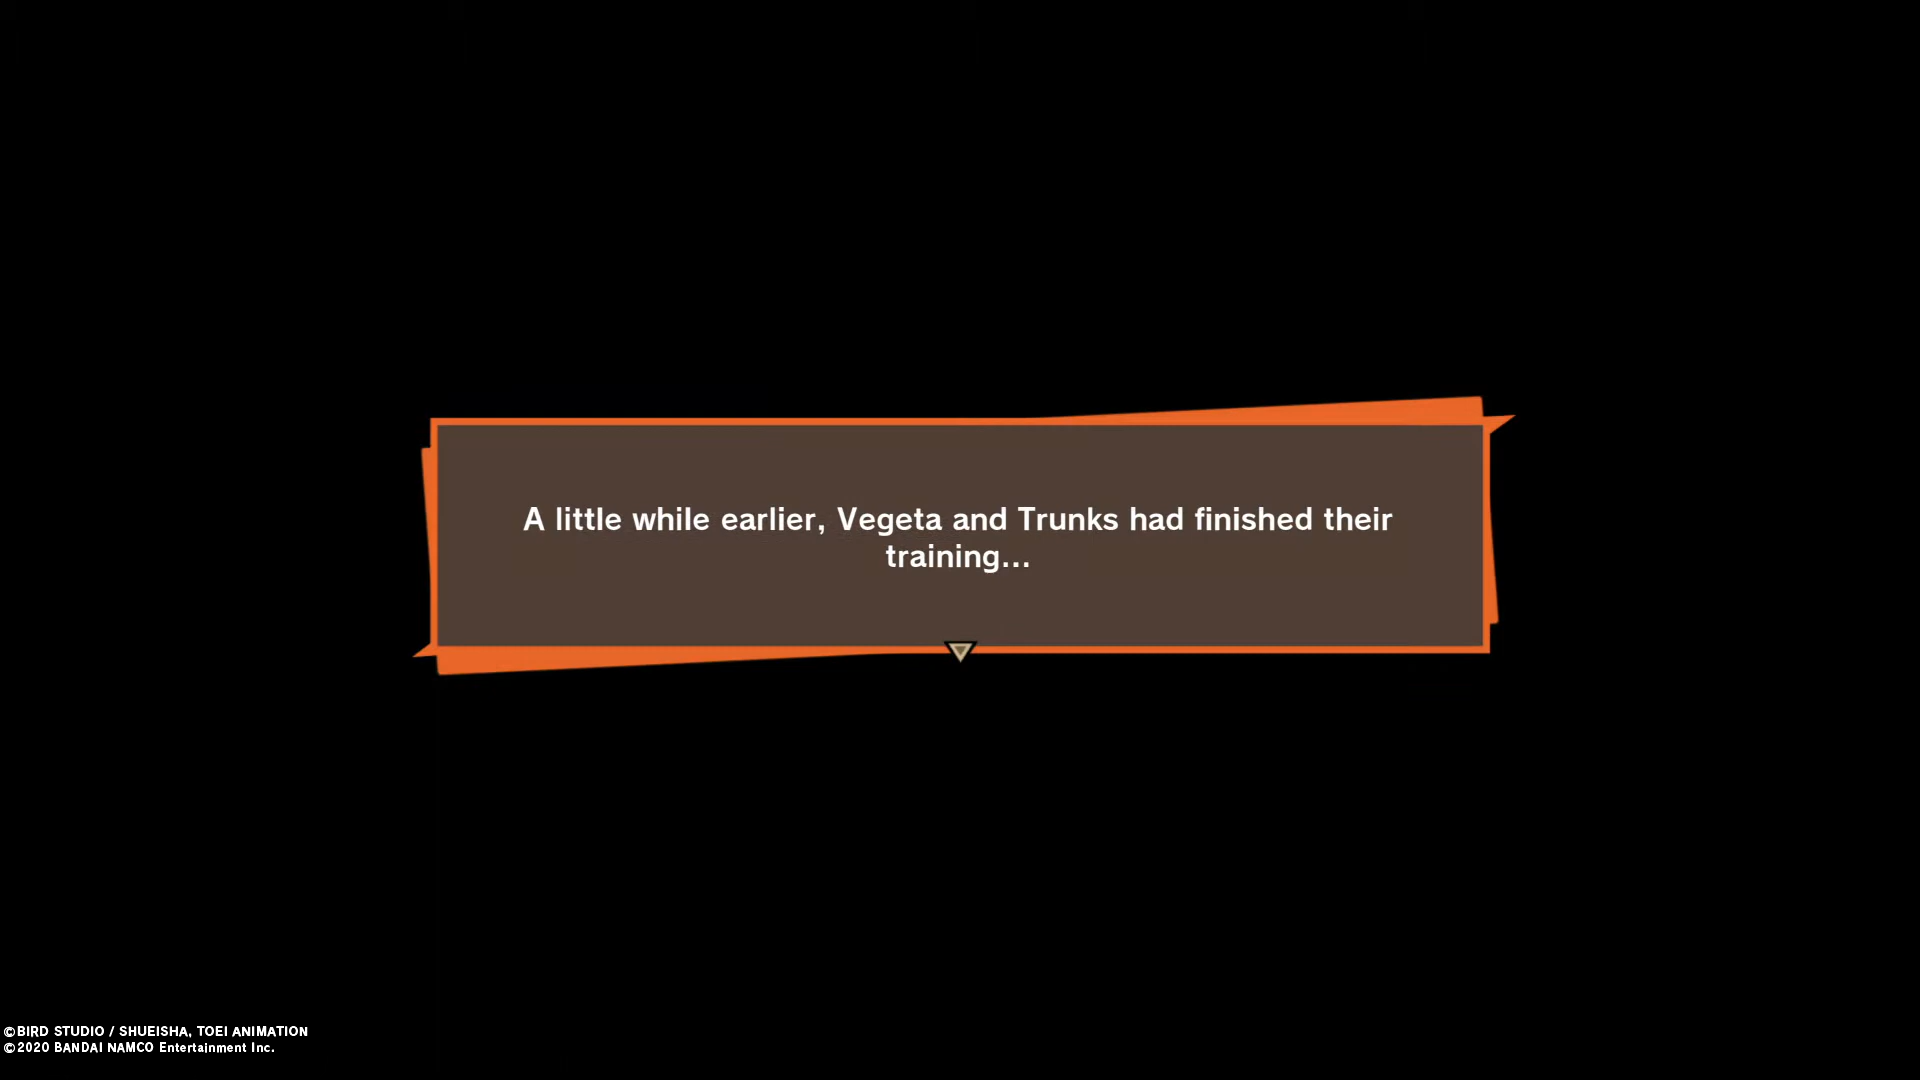 A little while earlier, Vegeta and Trunks had finished their
training...
©BIRD STUDIO / SHUEISHA, TOEI ANIMATION
©2020 BANDAI NAMCO Entertainment Inc.